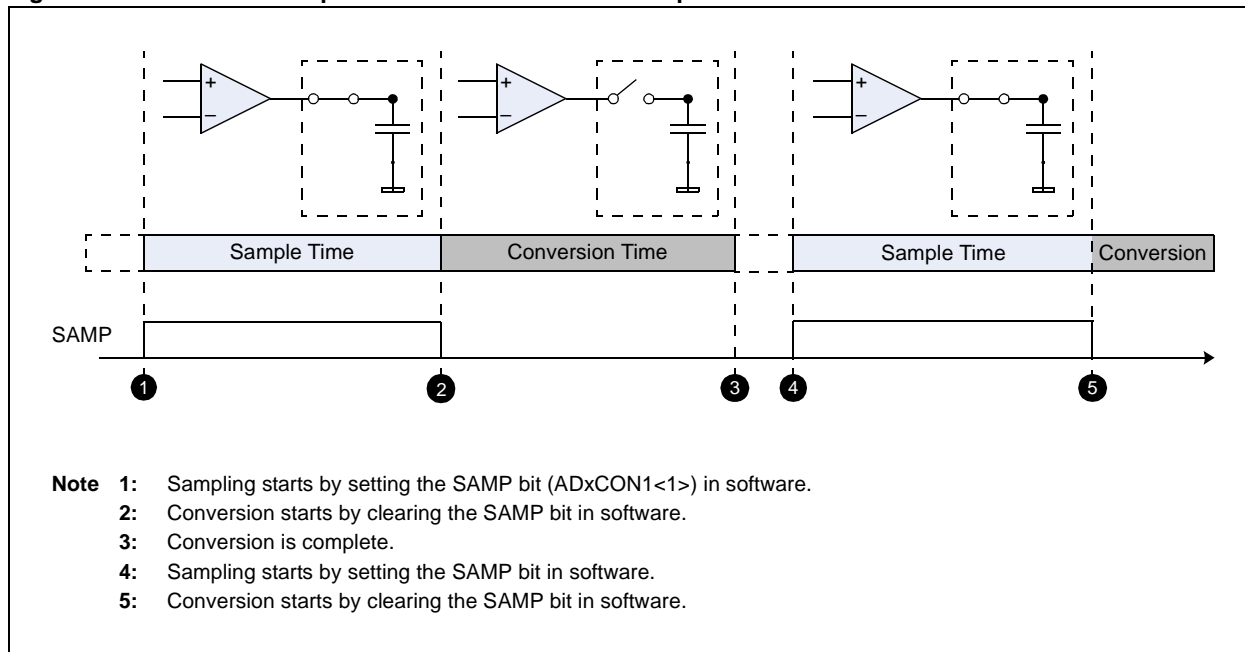 +
−
+
−
+
−
Sample Time
Conversion Time
Sample Time
Conversion
SAMP
1
2
3
4
5
Note 1: Sampling starts by setting the SAMP bit (ADxCON1<1>) in software.
2: Conversion starts by clearing the SAMP bit in software.
3: Conversion is complete.
4: Sampling starts by setting the SAMP bit in software.
5: Conversion starts by clearing the SAMP bit in software.